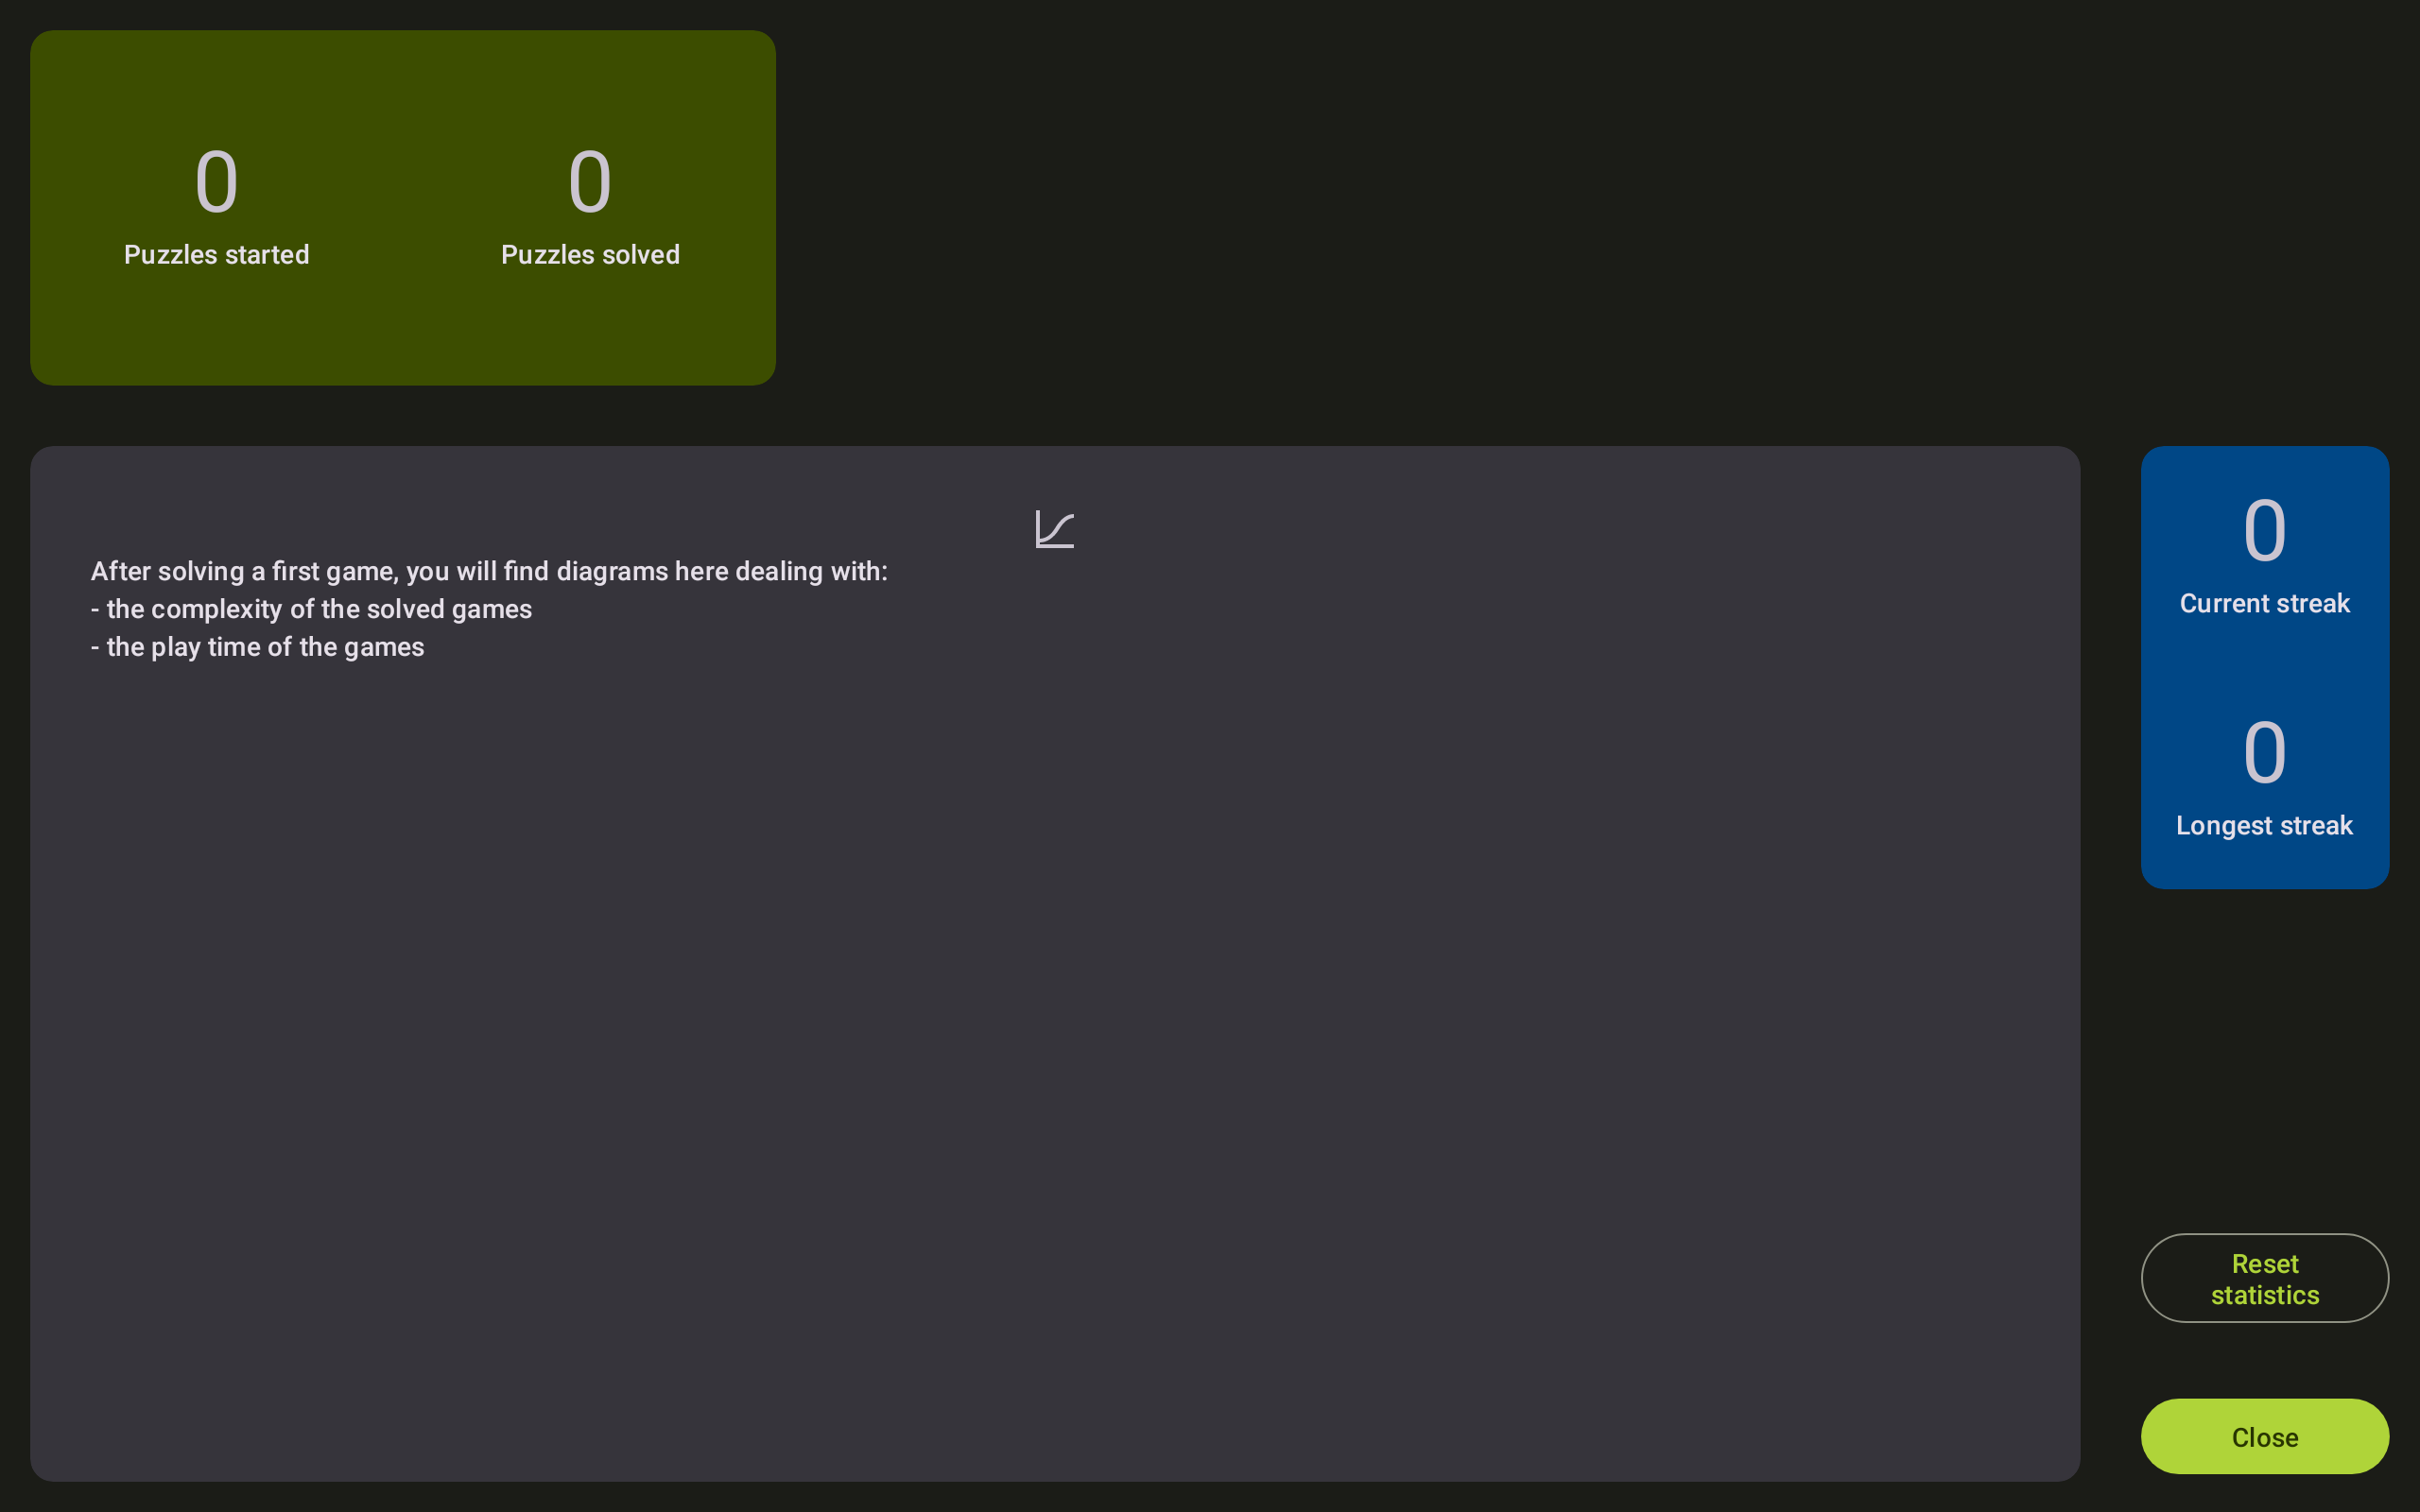 0
Puzzles started
0
Puzzles solved
After solving a first game, you will find diagrams here dealing with:
- the complexity of the solved games
- the play time of the games
0
Current streak
0
Longest streak
Reset
statistics
Close